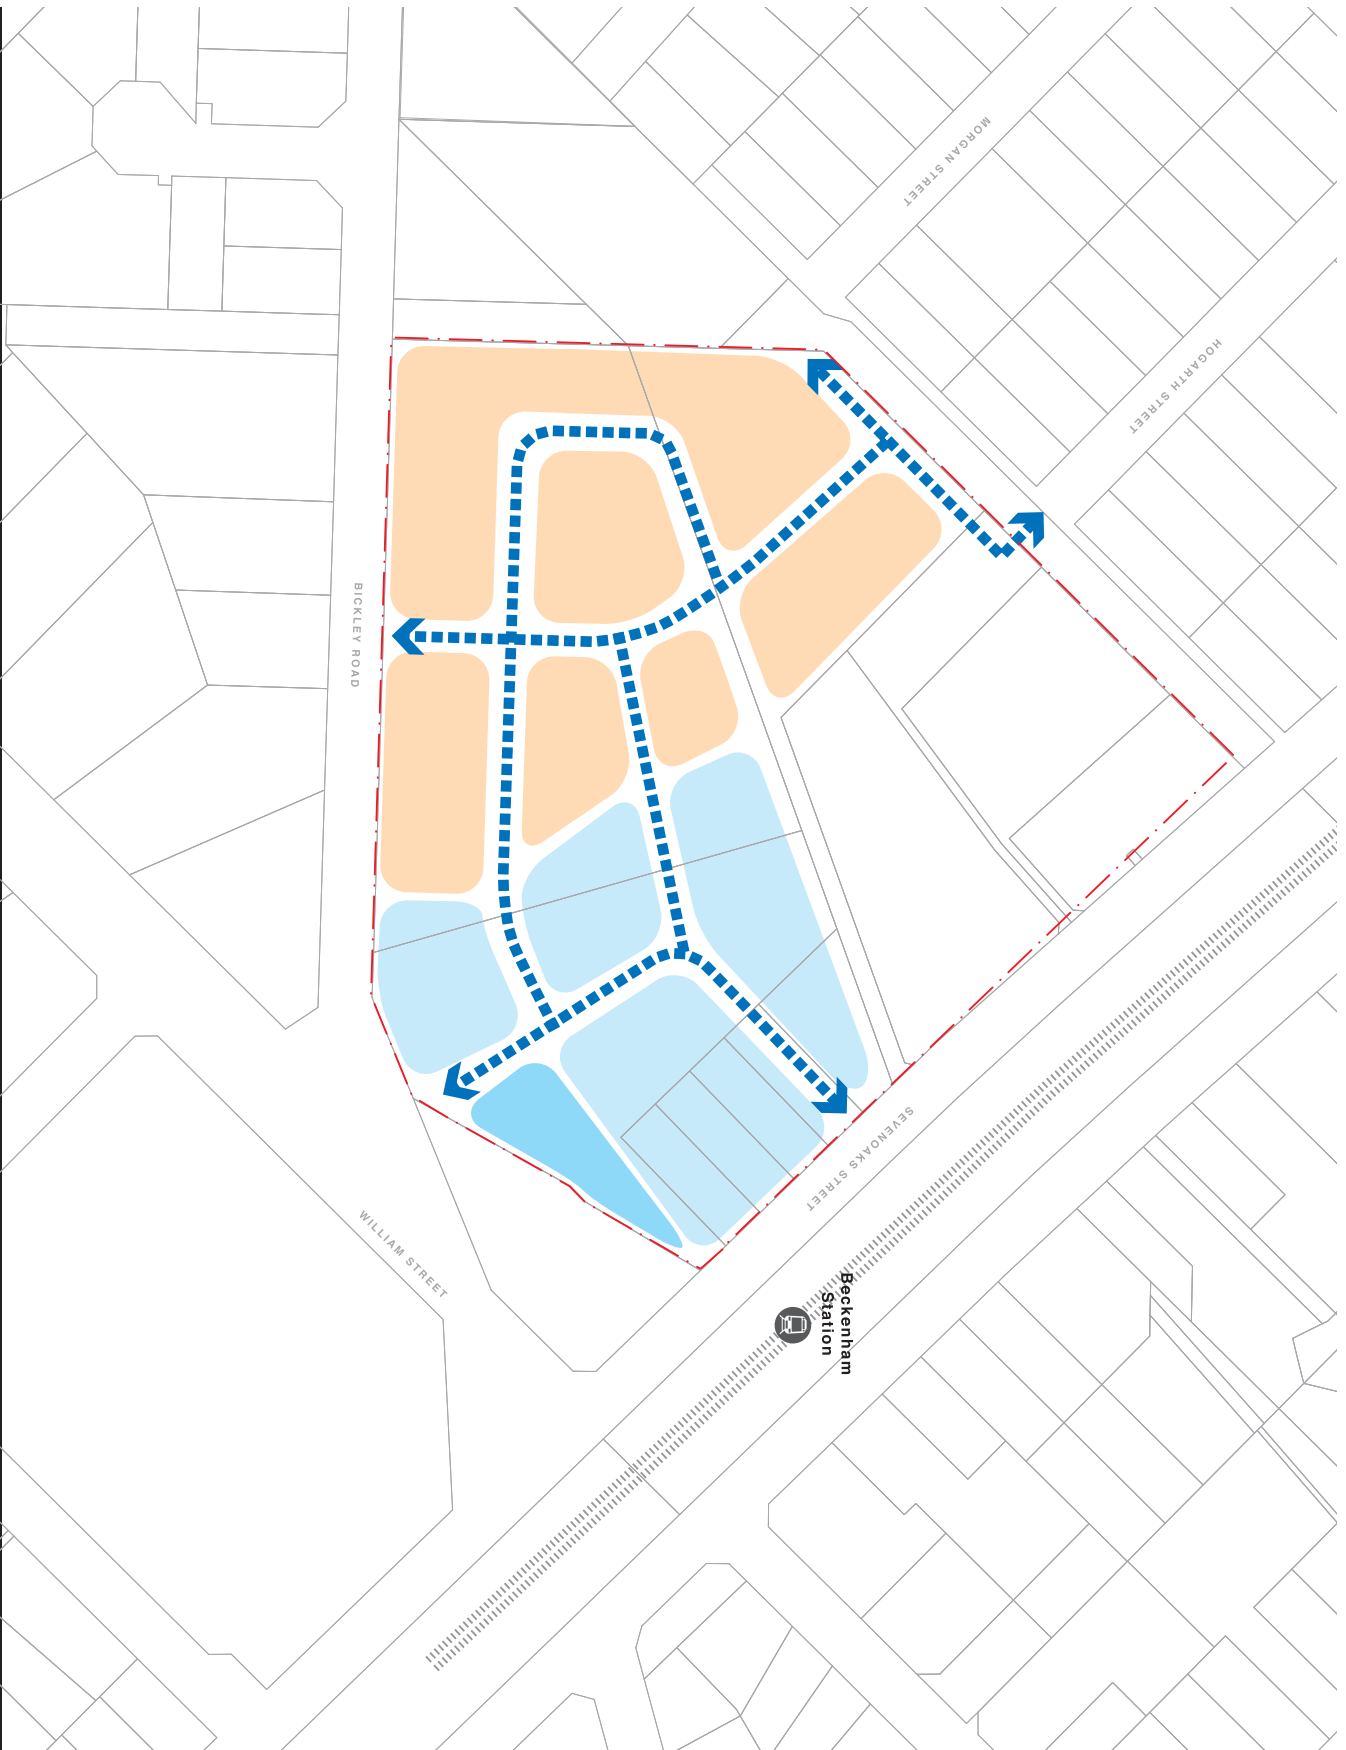 MORGAN STREET
HOGARTH STREET
BICKLEY ROAD
SEVENOAKS STREET
WILLIAM STREET
Beckenham
Station